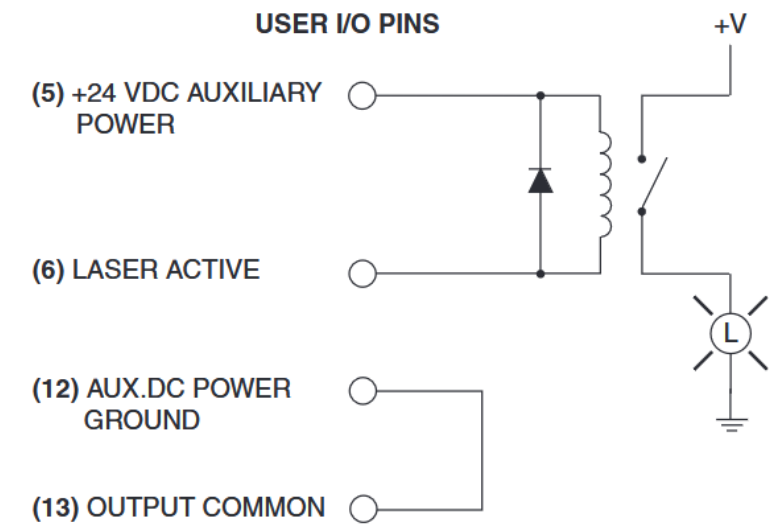 USER I/O PINS
+V
(5) +24 VDC AUXILIARY
POWER
(6) LASER ACTIVE
L
(12) AUX.DC POWER
GROUND
(13) OUTPUT COMMON